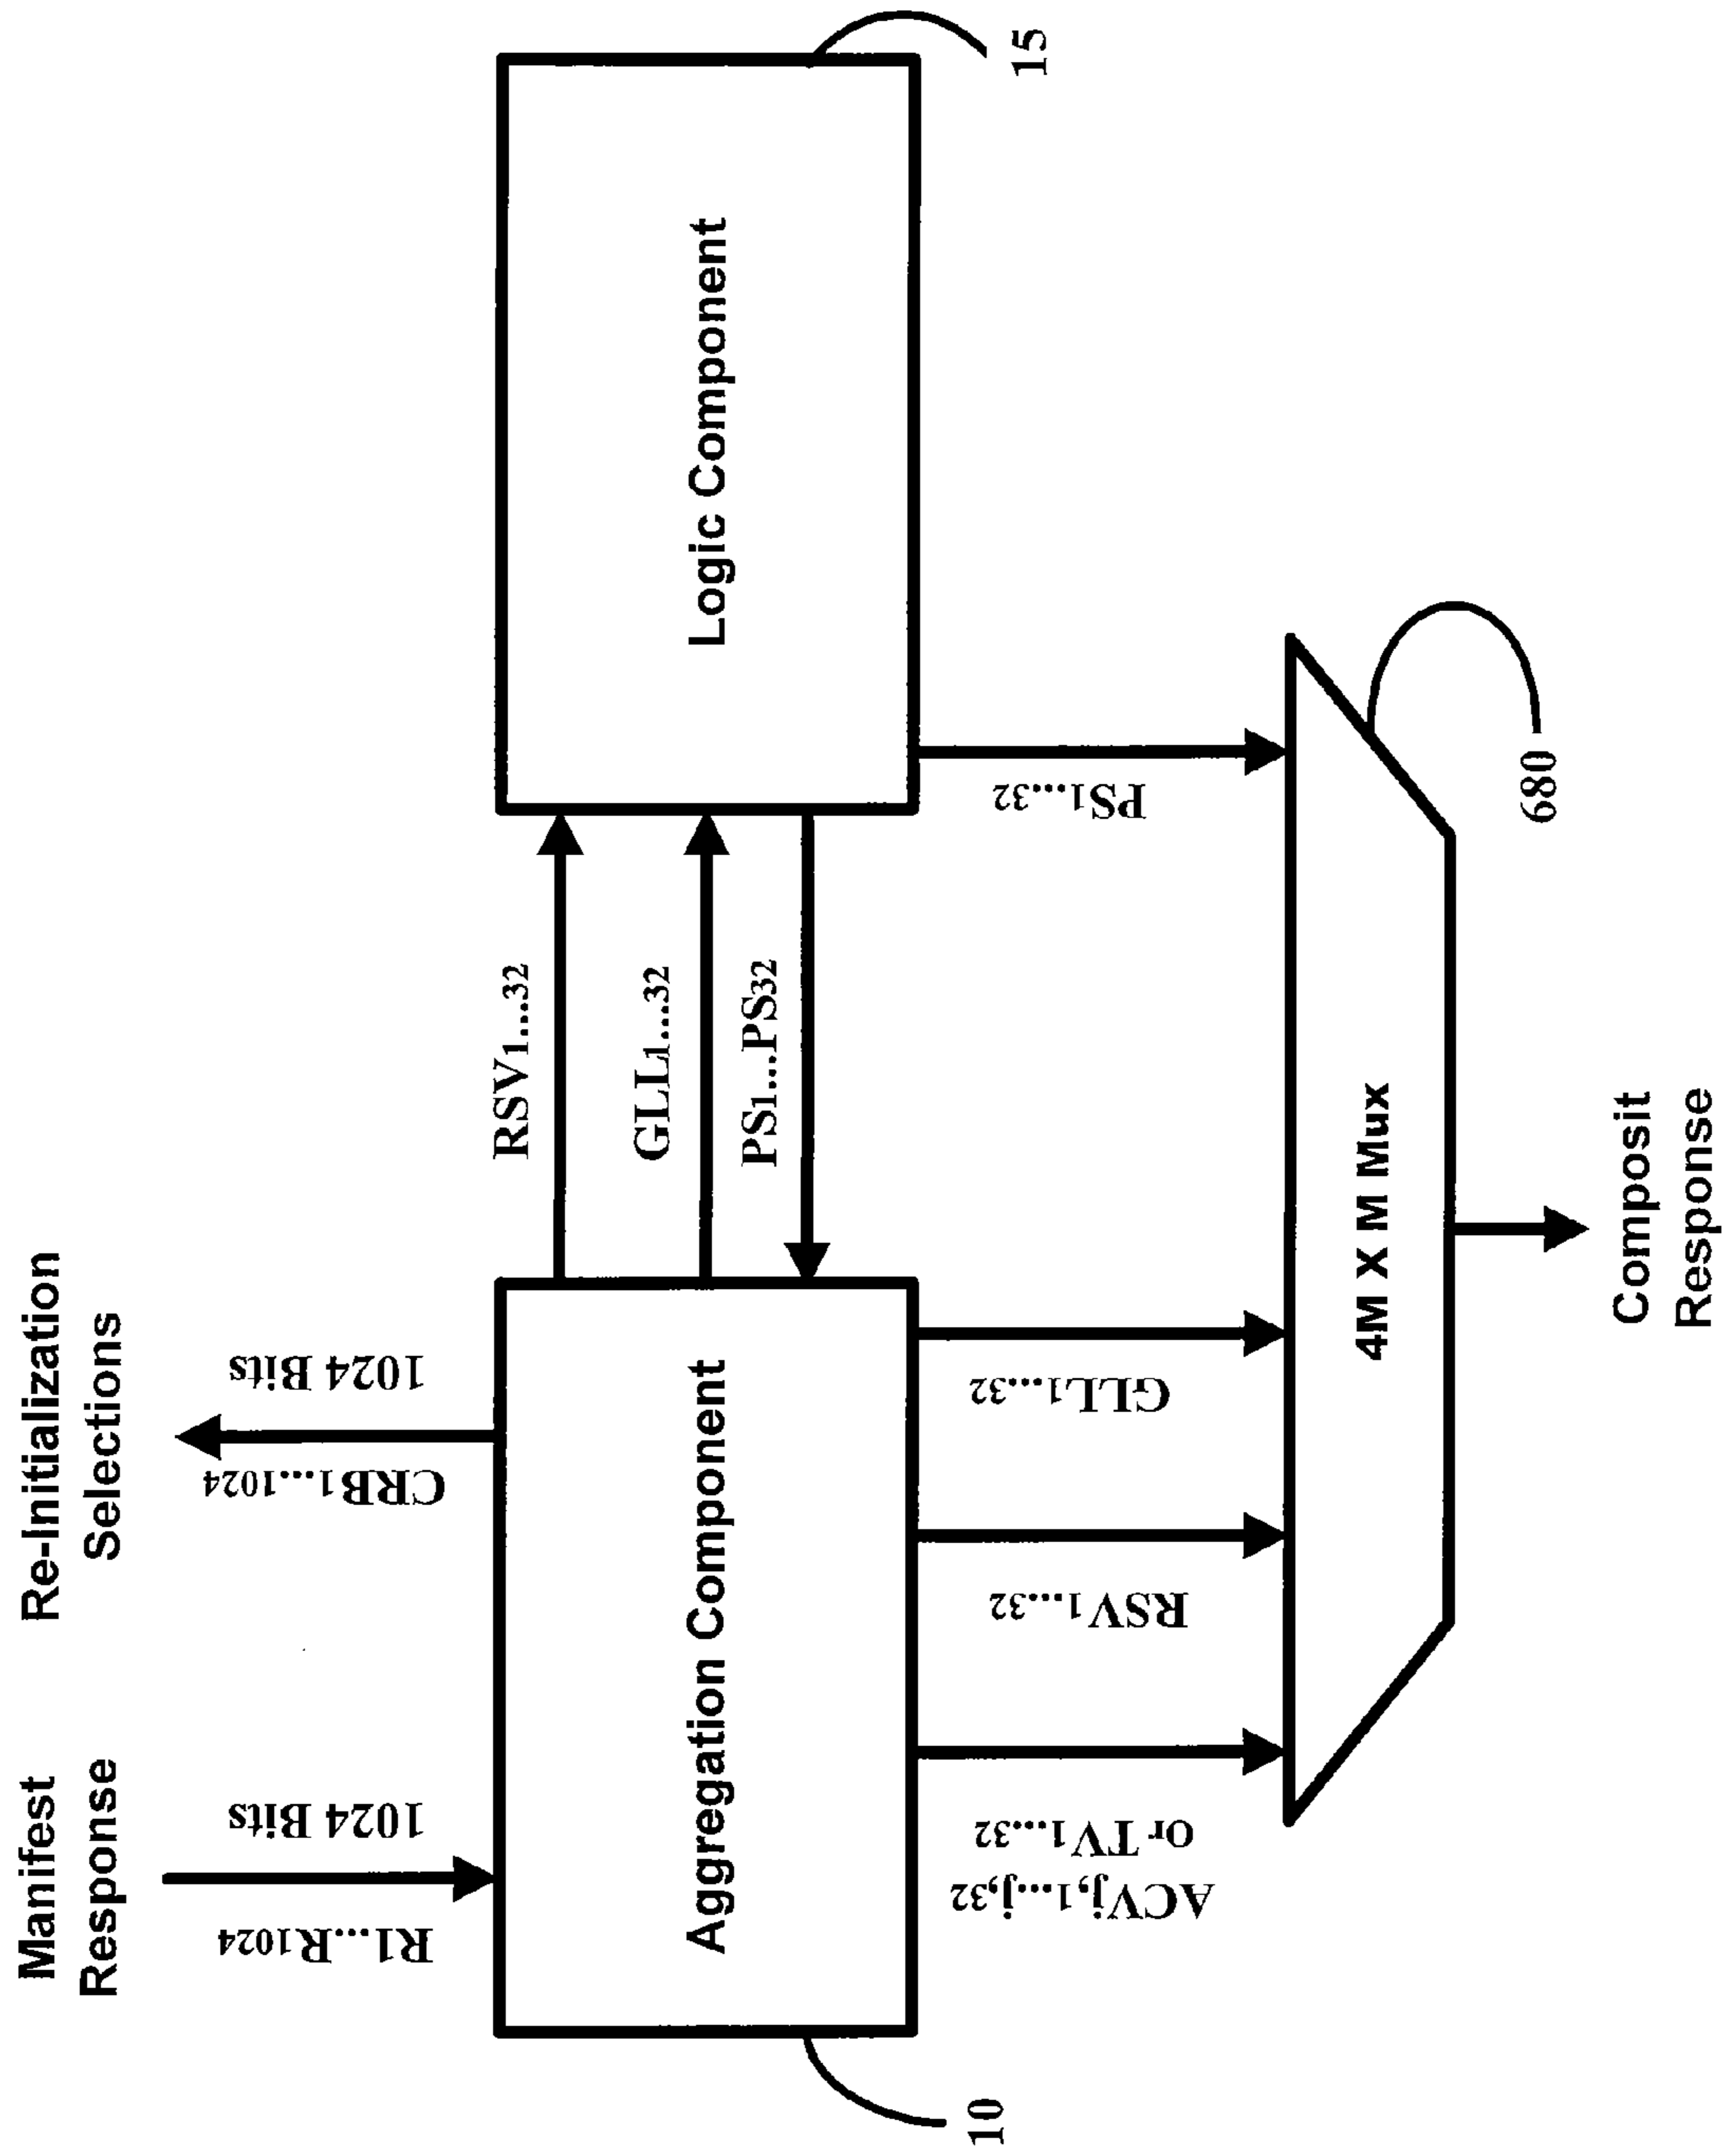 Manifest
Response
Re-Initialization
Selections
R1...R1024
1024 Bits
CRB1...1024
1024 Bits
Aggregation Component
10
RSV1...32
GLL1...32
PS1...PS32
Logic Component
15
ACVj,1...j,32
Or TV1...32
RSV1...32
GLL1...32
PS1...32
4M X M Mux
680
Composit
Response